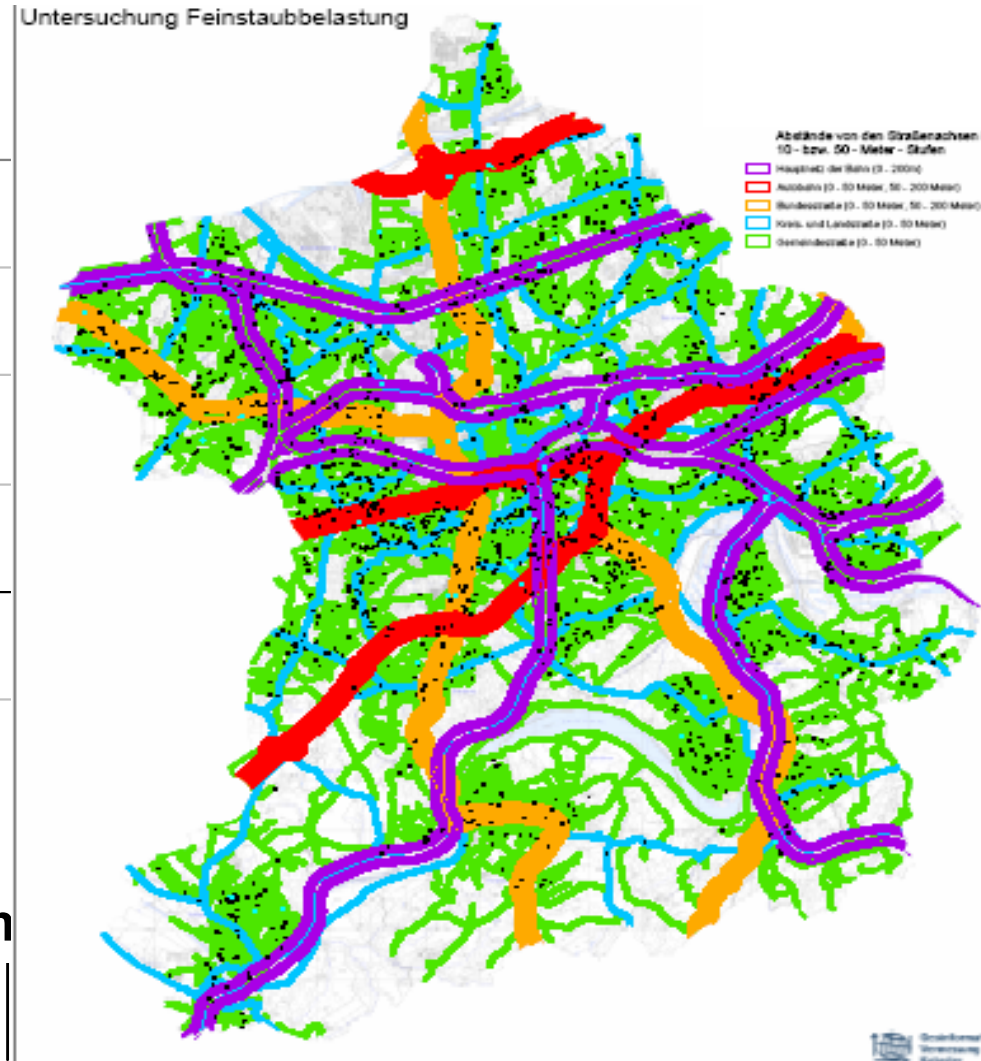 Untersuchung Feinstaubbelastung
Abstände von den Straßenachsen
10 - bzw. 50 - Meter - Stufen
Hauptnetz der Bahn (0 - 200m)
Autobahn (0 - 50 Meter, 50 - 200 Meter)
Bundesstraße (0 - 50 Meter, 50 - 200 Meter)
Kreis- und Landstraße (0 - 50 Meter)
Gemeindestraße (0 - 50 Meter)
n